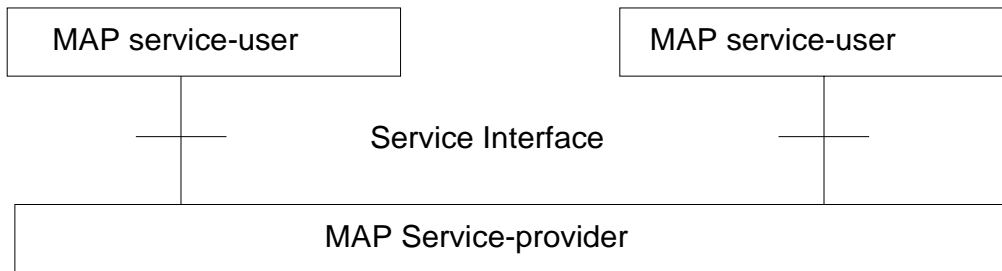 MAP service-user
MAP service-user
Service Interface
MAP Service-provider